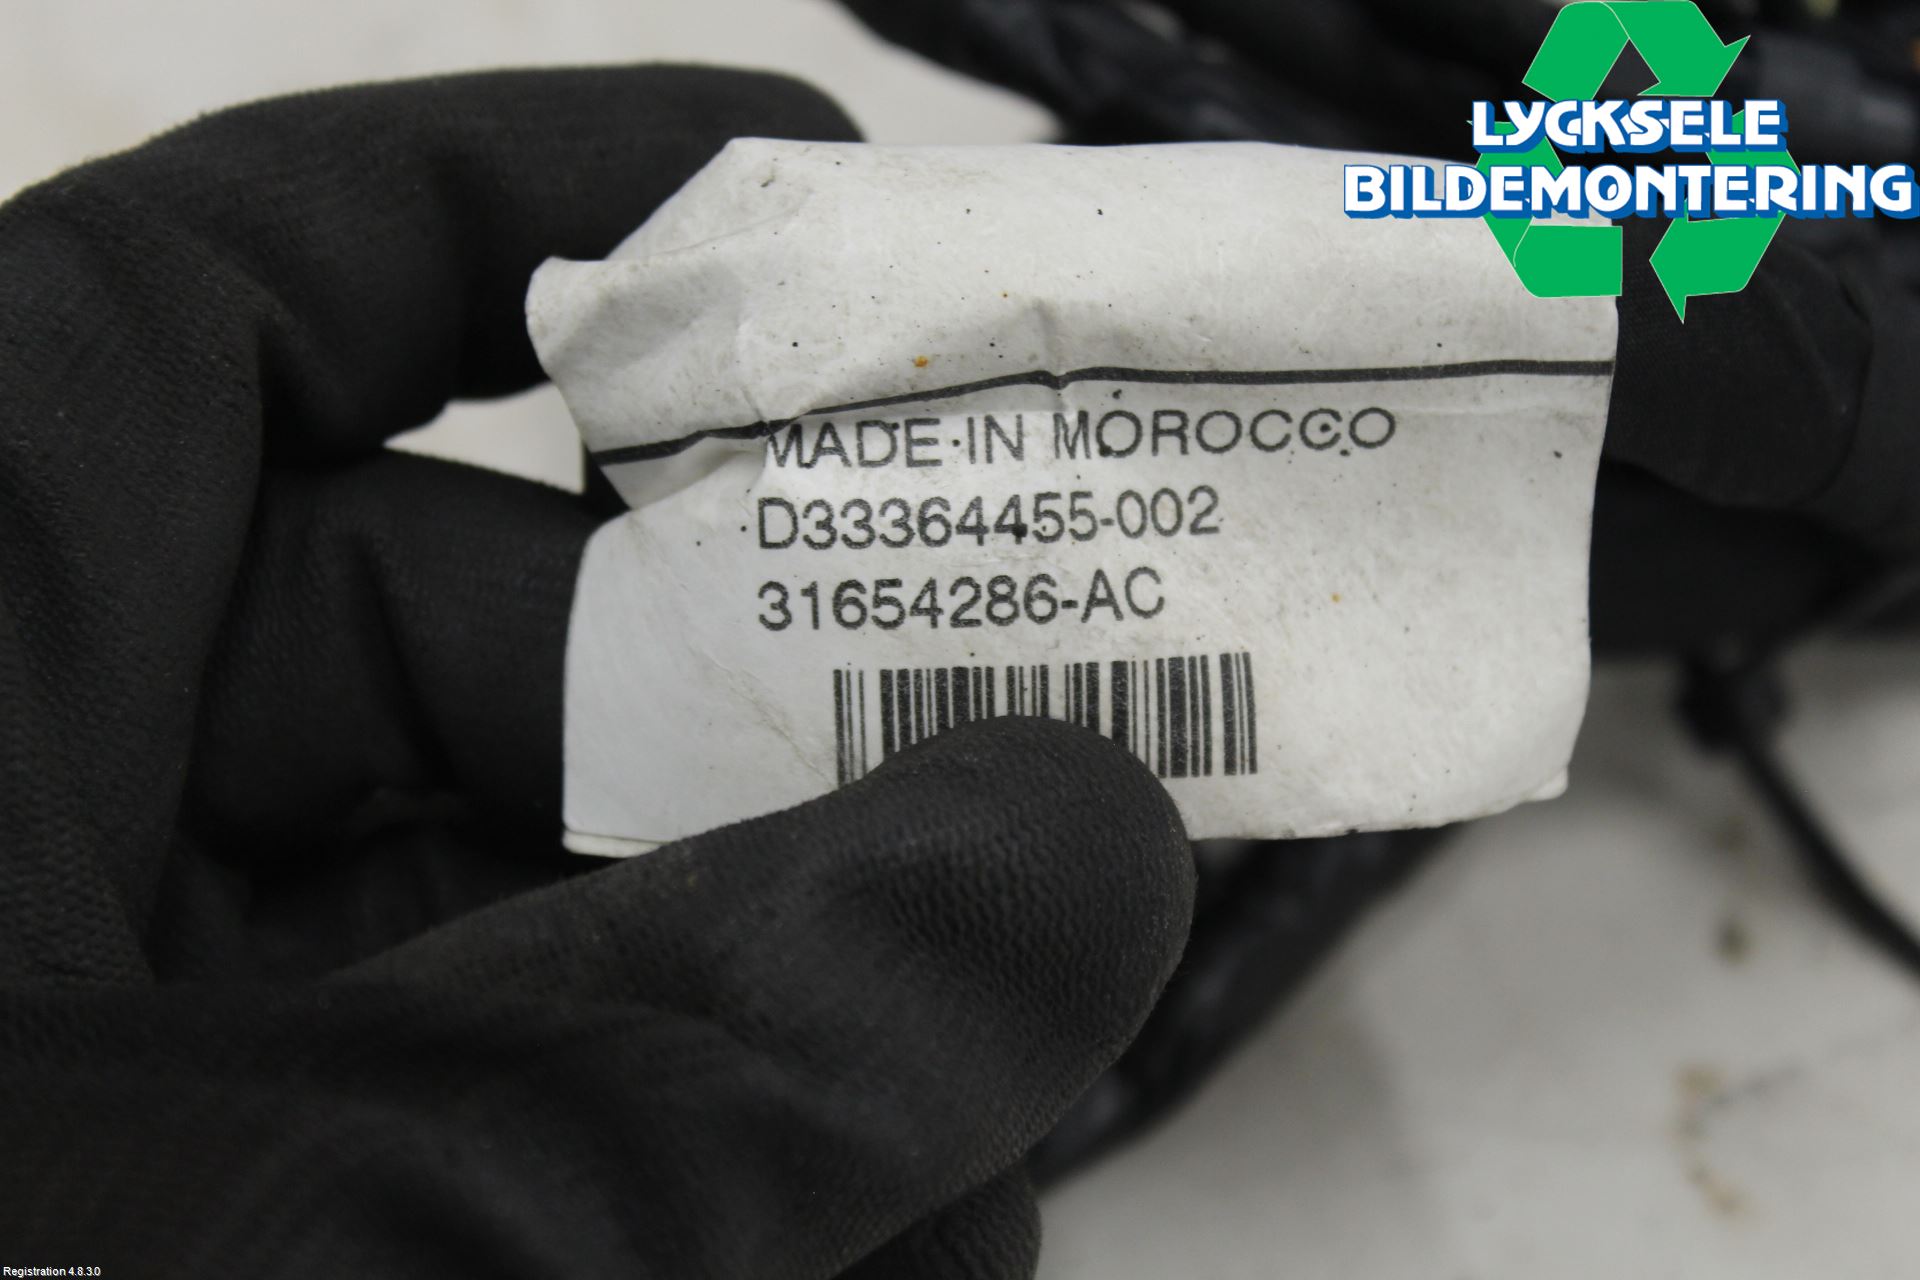 LYCKSELE
BILDEMONTERING
MADE IN MOROCCO
D33364455-002
31654286-AC
Registration 4.8.3.0